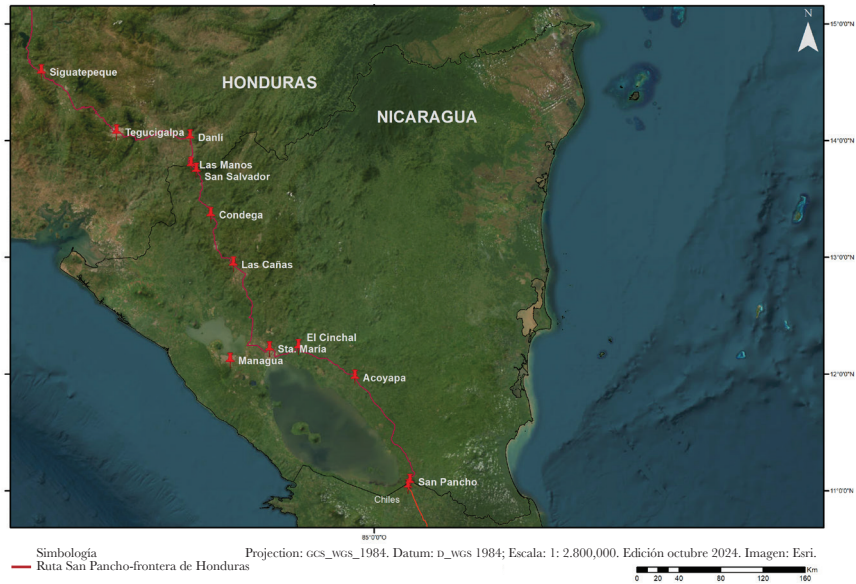 N
15°0'0"N
Siguatepeque
HONDURAS
NICARAGUA
Tegucigalpa
Danlí
14°0'0"N
Las Manos
San Salvador
Condega
13°0'0"N
Las Cañas
El Cinchal
Sta. María
Managua
12°0'0"N
Acoyapa
San Pancho
11°0'0"N
Chiles
85°0'0"W
Simbología
Projection: GCS_WGS_1984. Datum: D_WGS 1984; Escala: 1: 2.800,000. Edición octubre 2024. Imagen: Esri.
Ruta San Pancho-frontera de Honduras
Km
0 20 40 80 120 160